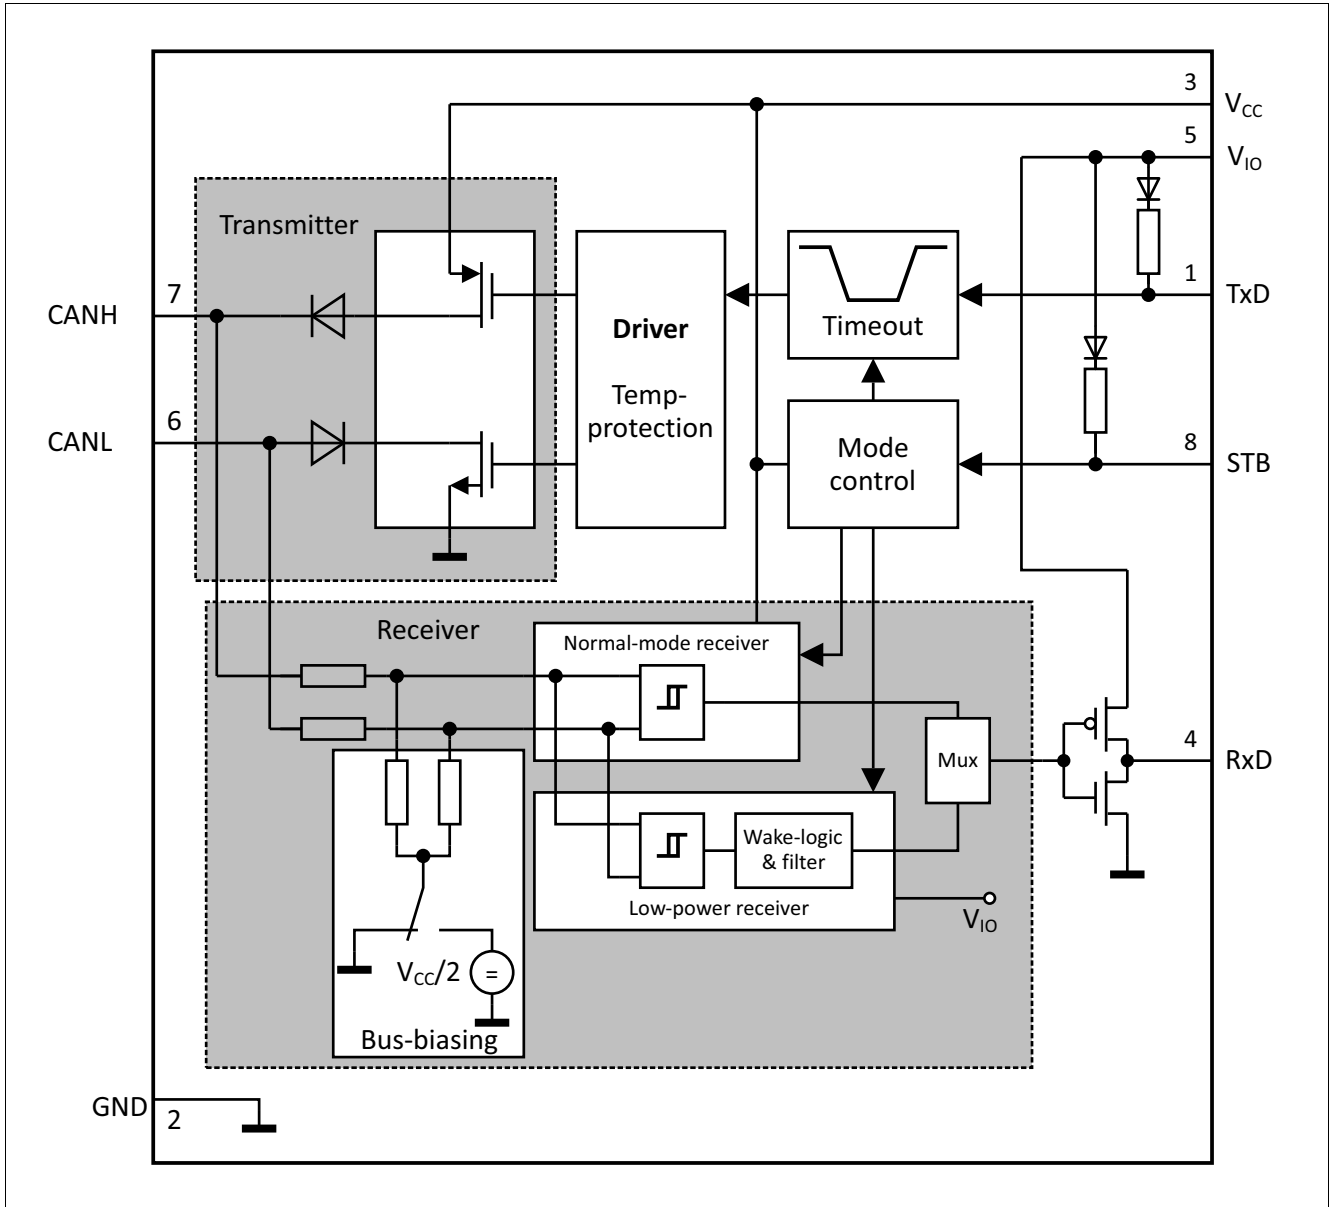 3
VCC
5
VIO
Transmitter
7
CANH
1
TxD
Driver
Timeout
Temp-
protection
6
CANL
Mode
control
8
STB
Receiver
Normal-mode receiver
4
RxD
Mux
Wake-logic
& filter
Low-power receiver
VIO
VCC/2
=
Bus-biasing
GND
2